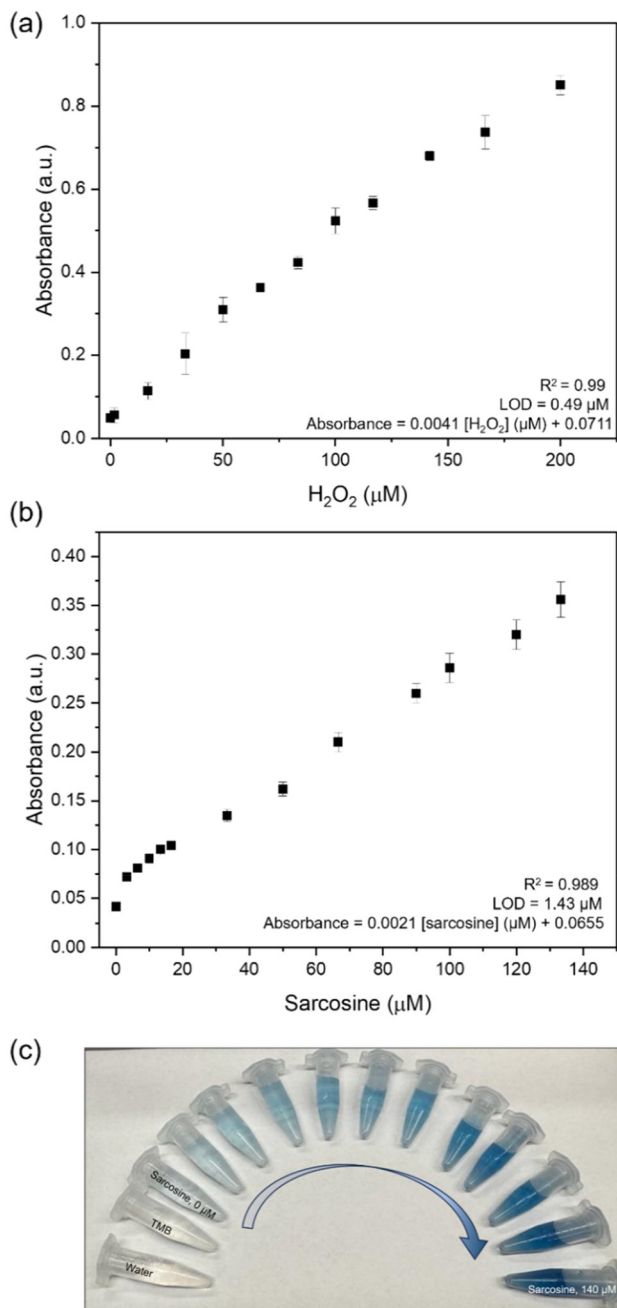 (a)
1.0
0.8
0.6
0.4
0.2
0.0
Absorbance (a.u.)
R² = 0.99
LOD = 0.49 µM
Absorbance = 0.0041 [H₂O₂] (µM) + 0.0711
0
50
100
150
200
H₂O₂ (µM)
(b)
0.40
0.35
0.30
0.25
0.20
0.15
0.10
0.05
0.00
Absorbance (a.u.)
R² = 0.989
LOD = 1.43 µM
Absorbance = 0.0021 [sarcosine] (µM) + 0.0655
0
20
40
60
80
100
120
140
Sarcosine (µM)
(c)
Sarcosine, 0 µM
TMB
Water
Sarcosine, 140 µM